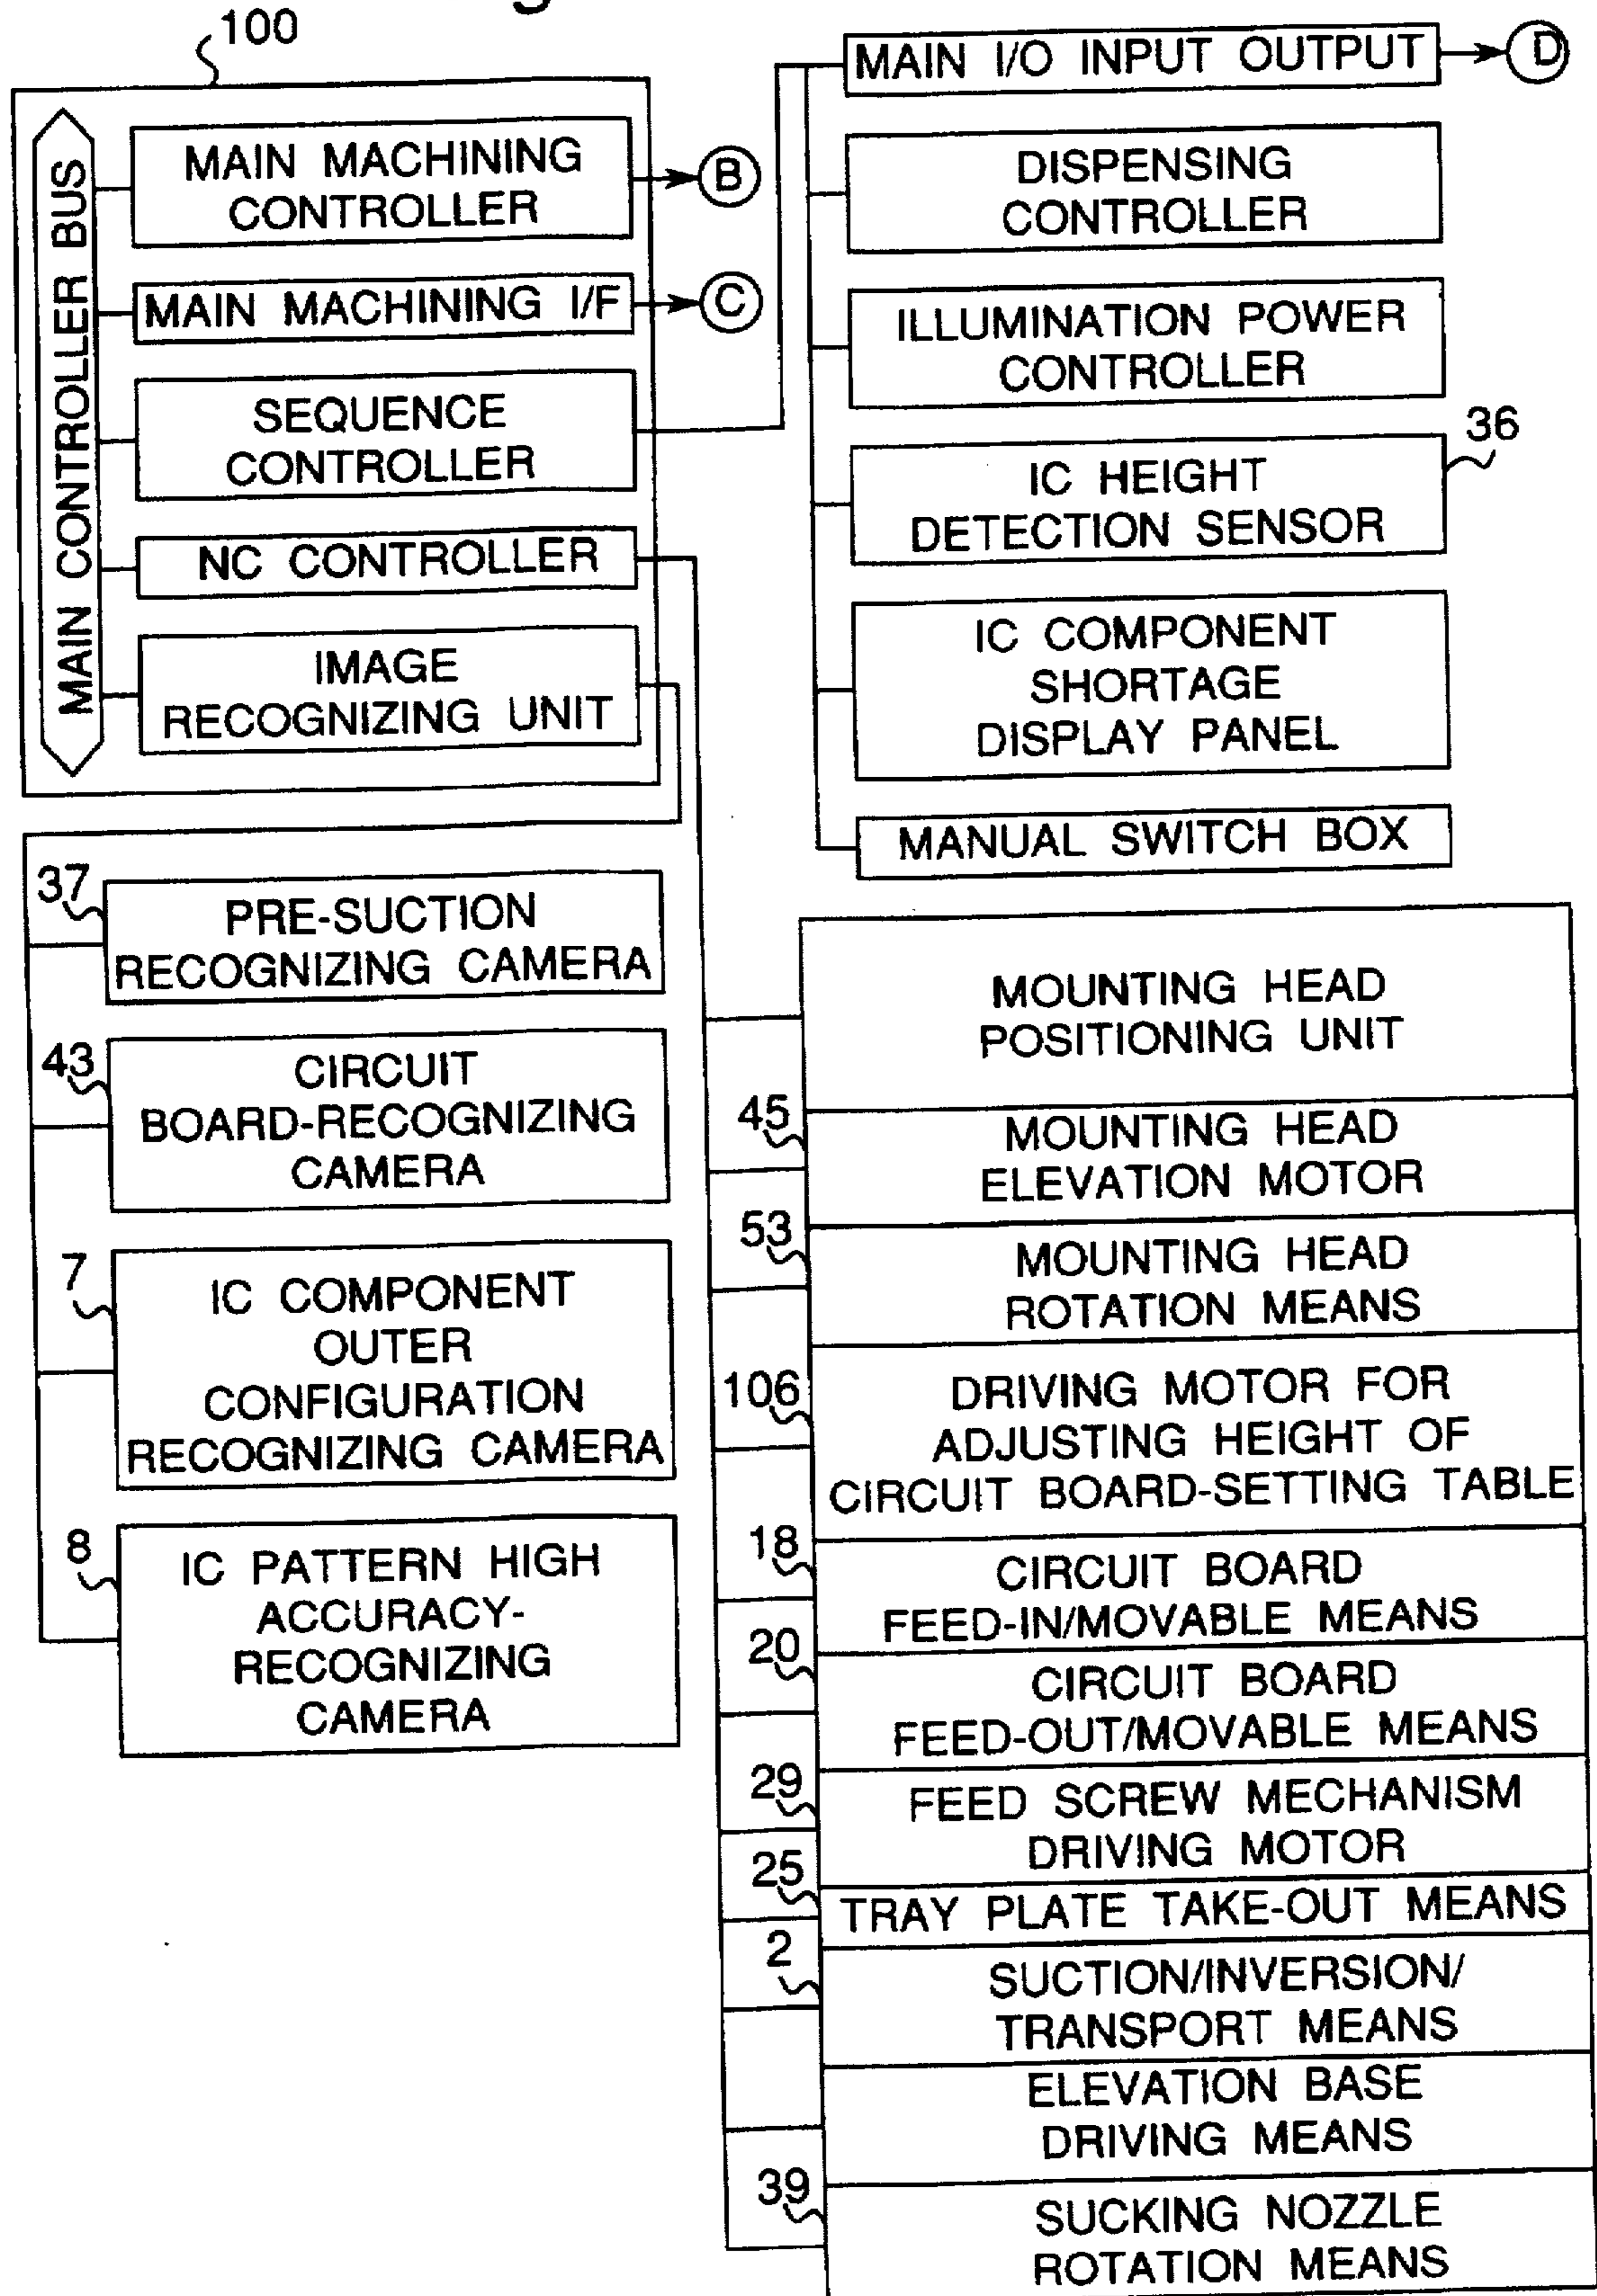 100
MAIN CONTROLLER BUS
MAIN MACHINING
CONTROLLER
B
MAIN MACHINING I/F
C
SEQUENCE
CONTROLLER
NC CONTROLLER
IMAGE
RECOGNIZING UNIT
MAIN I/O INPUT OUTPUT
D
DISPENSING
CONTROLLER
ILLUMINATION POWER
CONTROLLER
36
IC HEIGHT
DETECTION SENSOR
IC COMPONENT
SHORTAGE
DISPLAY PANEL
MANUAL SWITCH BOX
37
PRE-SUCTION
RECOGNIZING CAMERA
43
CIRCUIT
BOARD-RECOGNIZING
CAMERA
7
IC COMPONENT
OUTER
CONFIGURATION
RECOGNIZING CAMERA
8
IC PATTERN HIGH
ACCURACY-
RECOGNIZING
CAMERA
MOUNTING HEAD
POSITIONING UNIT
45
MOUNTING HEAD
ELEVATION MOTOR
53
MOUNTING HEAD
ROTATION MEANS
106
DRIVING MOTOR FOR
ADJUSTING HEIGHT OF
CIRCUIT BOARD-SETTING TABLE
18
CIRCUIT BOARD
FEED-IN/MOVABLE MEANS
20
CIRCUIT BOARD
FEED-OUT/MOVABLE MEANS
29
FEED SCREW MECHANISM
DRIVING MOTOR
25
TRAY PLATE TAKE-OUT MEANS
2
SUCTION/INVERSION/
TRANSPORT MEANS
ELEVATION BASE
DRIVING MEANS
39
SUCKING NOZZLE
ROTATION MEANS